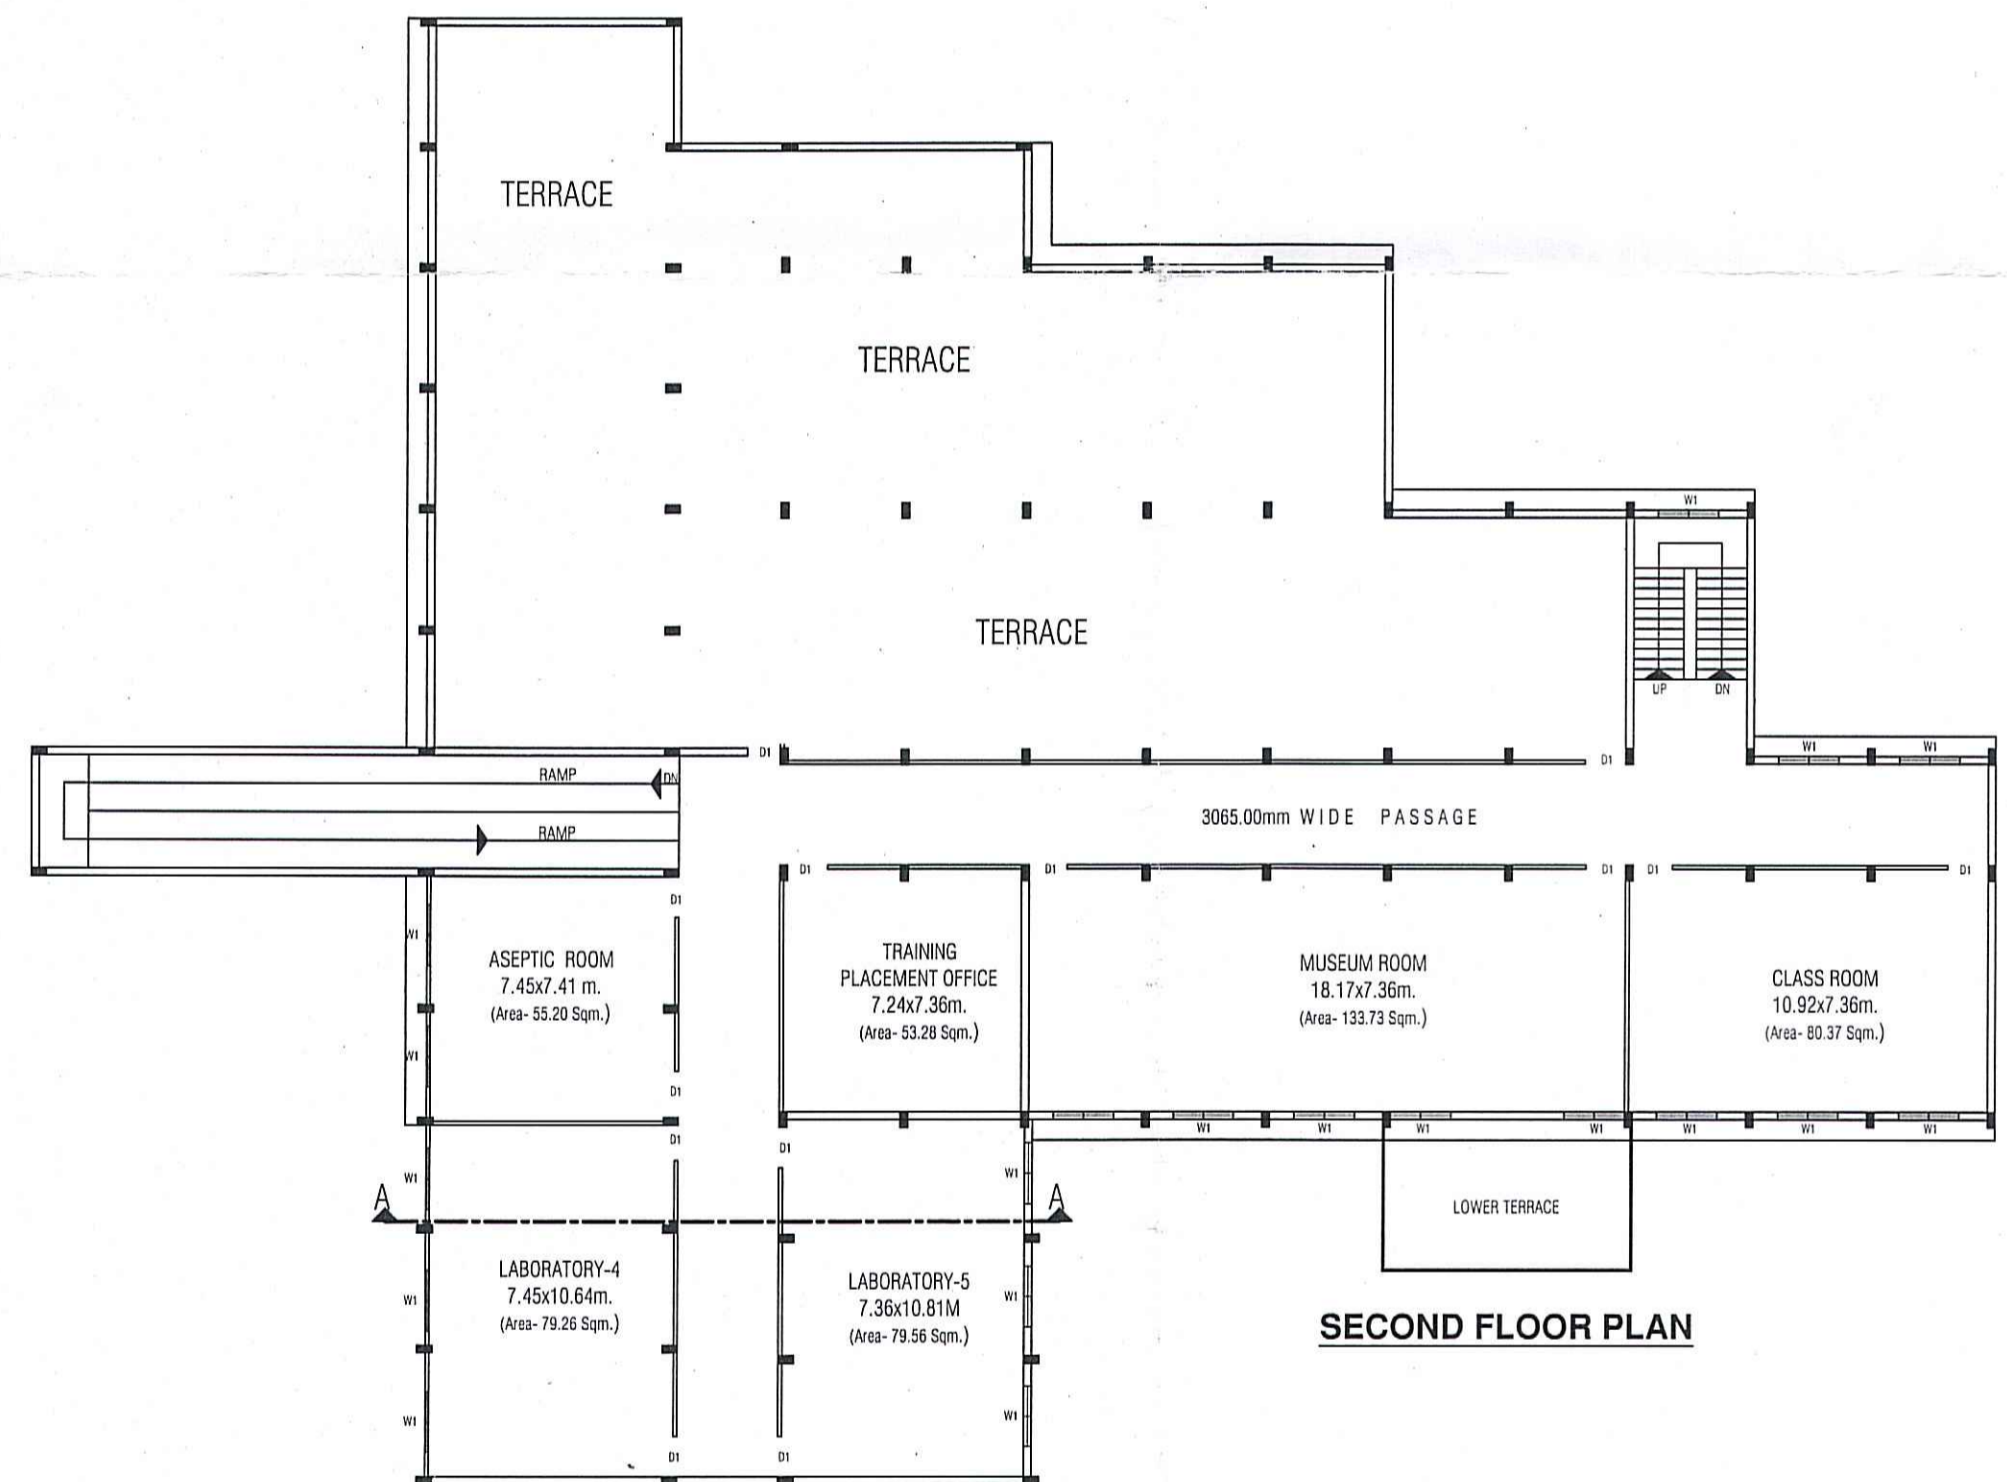 TERRACE
TERRACE
W1
TERRACE
UP
DN
D1
D1
W1
W1
RAMP
DN
RAMP
3065.00mm WIDE PASSAGE
D1
D1
D1
D1
D1
D1
W1
ASEPTIC ROOM
7.45x7.41 m.
(Area- 55.20 Sqm.)
W1
D1
TRAINING
PLACEMENT OFFICE
7.24x7.36m.
(Area- 53.28 Sqm.)
MUSEUM ROOM
18.17x7.36m.
(Area- 133.73 Sqm.)
CLASS ROOM
10.92x7.36m.
(Area- 80.37 Sqm.)
D1
D1
W1
W1
W1
W1
W1
W1
W1
W1
W1
A
A
LOWER TERRACE
LABORATORY-4
7.45x10.64m.
(Area- 79.26 Sqm.)
W1
LABORATORY-5
7.36x10.81M
(Area- 79.56 Sqm.)
W1
SECOND FLOOR PLAN
W1
W1
D1
D1